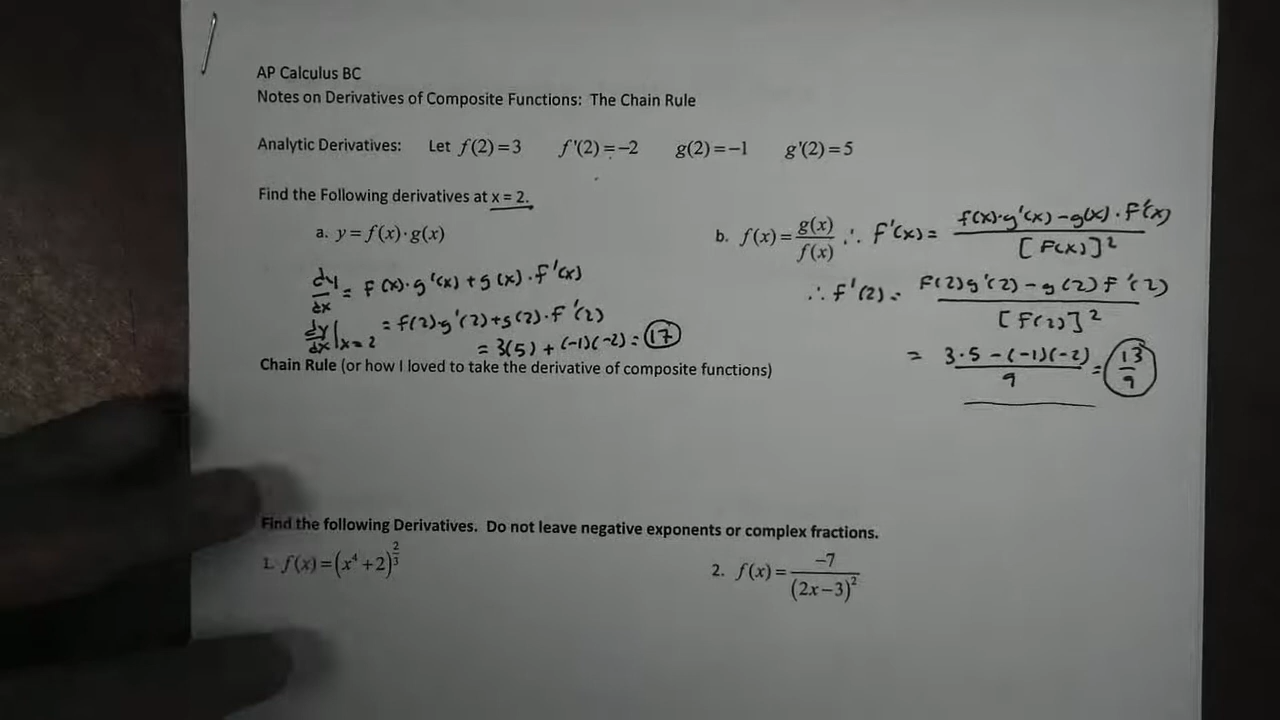 AP Calculus BC
Notes on Derivatives of Composite Functions: The Chain Rule
Analytic Derivatives: Let f(2)=3 f'(2)=-2 g(2)=-1 g'(2)=5
Find the Following derivatives at x = 2.
a. y=f(x)·g(x)
dy/dx = f(x)·g'(x)+g(x)·f'(x)
dy/dx|x=2 = f(2)·g'(2)+g(2)·f'(2)
= 3(5)+(-1)(-2)= 17
b. f(x)=g(x)/f(x) ∴ f'(x)= (f(x)·g'(x)-g(x)·f'(x))/[f(x)]²
∴ f'(2)= (f(2)g'(2)-g(2)f'(2))/[f(2)]²
= (3·5-(-1)(-2))/9 = 13/9
Chain Rule (or how I loved to take the derivative of composite functions)
Find the following Derivatives. Do not leave negative exponents or complex fractions.
1. f(x)=(x⁴+2)^(2/3)
2. f(x)=-7/(2x-3)²